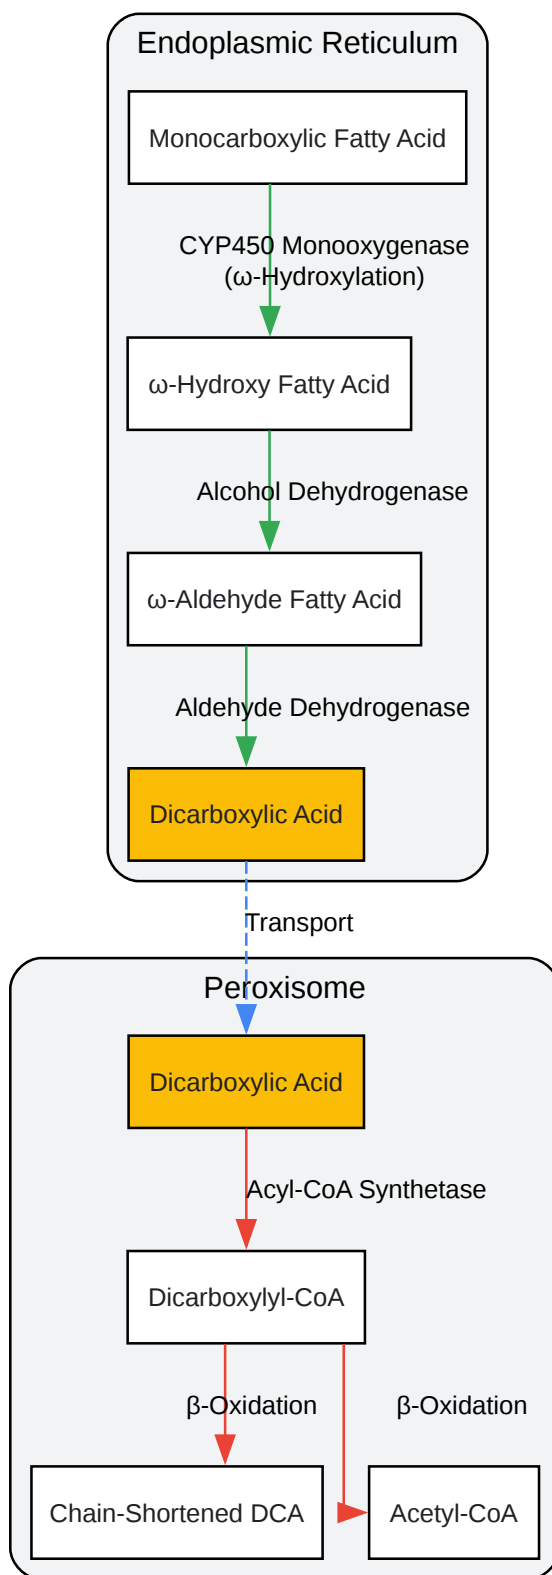 Endoplasmic Reticulum
Monocarboxylic Fatty Acid
CYP450 Monooxygenase
(ω-Hydroxylation)
ω-Hydroxy Fatty Acid
Alcohol Dehydrogenase
ω-Aldehyde Fatty Acid
Aldehyde Dehydrogenase
Dicarboxylic Acid
Transport
Peroxisome
Dicarboxylic Acid
Acyl-CoA Synthetase
Dicarboxylyl-CoA
β-Oxidation
β-Oxidation
Chain-Shortened DCA
Acetyl-CoA